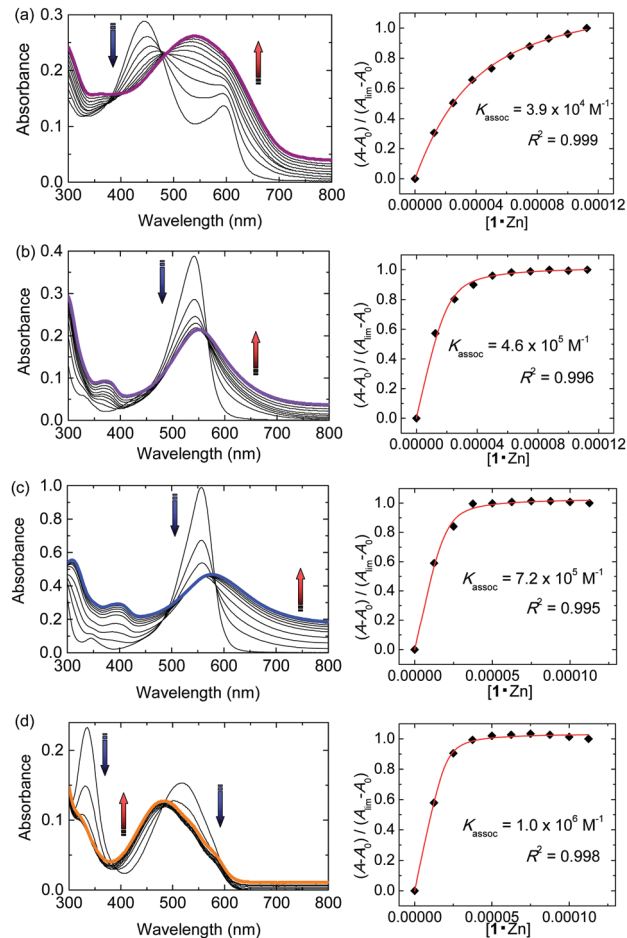 (a)
Absorbance
0.3
0.2
0.1
0.0
300 400 500 600 700 800
Wavelength (nm)
(A-A0) / (Alim-A0)
1.0
0.8
0.6
0.4
0.2
0.0
Kassoc = 3.9 x 10^4 M^-1
R^2 = 0.999
0.00000 0.00004 0.00008 0.00012
[1·Zn]
(b)
Absorbance
0.4
0.3
0.2
0.1
0.0
300 400 500 600 700 800
Wavelength (nm)
(A-A0) / (Alim-A0)
1.0
0.8
0.6
0.4
0.2
0.0
Kassoc = 4.6 x 10^5 M^-1
R^2 = 0.996
0.00000 0.00004 0.00008 0.00012
[1·Zn]
(c)
Absorbance
1.0
0.8
0.6
0.4
0.2
0.0
300 400 500 600 700 800
Wavelength (nm)
(A-A0) / (Alim-A0)
1.0
0.8
0.6
0.4
0.2
0.0
Kassoc = 7.2 x 10^5 M^-1
R^2 = 0.995
0.00000 0.00005 0.00010
[1·Zn]
(d)
Absorbance
0.2
0.1
0.0
300 400 500 600 700 800
Wavelength (nm)
(A-A0) / (Alim-A0)
1.0
0.8
0.6
0.4
0.2
0.0
Kassoc = 1.0 x 10^6 M^-1
R^2 = 0.998
0.00000 0.00005 0.00010
[1·Zn]